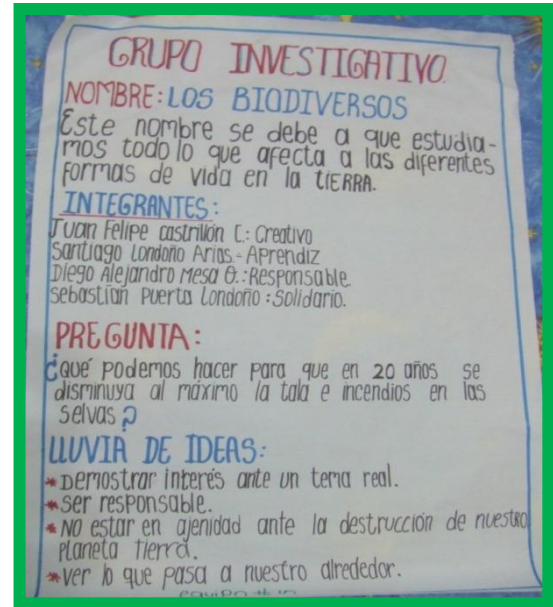 GRUPO INVESTIGATIVO.
NOMBRE: LOS BIODIVERSOS
Este nombre se debe a que estudia-
mos todo lo que afecta a las diferentes
formas de vida en la tIERRA.
INTEGRANTES:
Juan Felipe castrillón C.: Creativo
Santiago Londoño Arias.- Aprendiz
Diego Alejandro Mesa O.: Responsable.
Sebastían Puerta Londoño: Solidario.
PREGUNTA:
¿Qué podemos hacer para que en 20 años se
disminuya al máximo la tala e incendios en las
selvas?
LLUVIA DE IDEAS:
* Demostrar interés ante un tema real.
* Ser responsable.
* No estar en ajenidad ante la destrucción de nuestro
planeta tierra.
* ver lo que pasa a nuestro alrededor.
equipo #